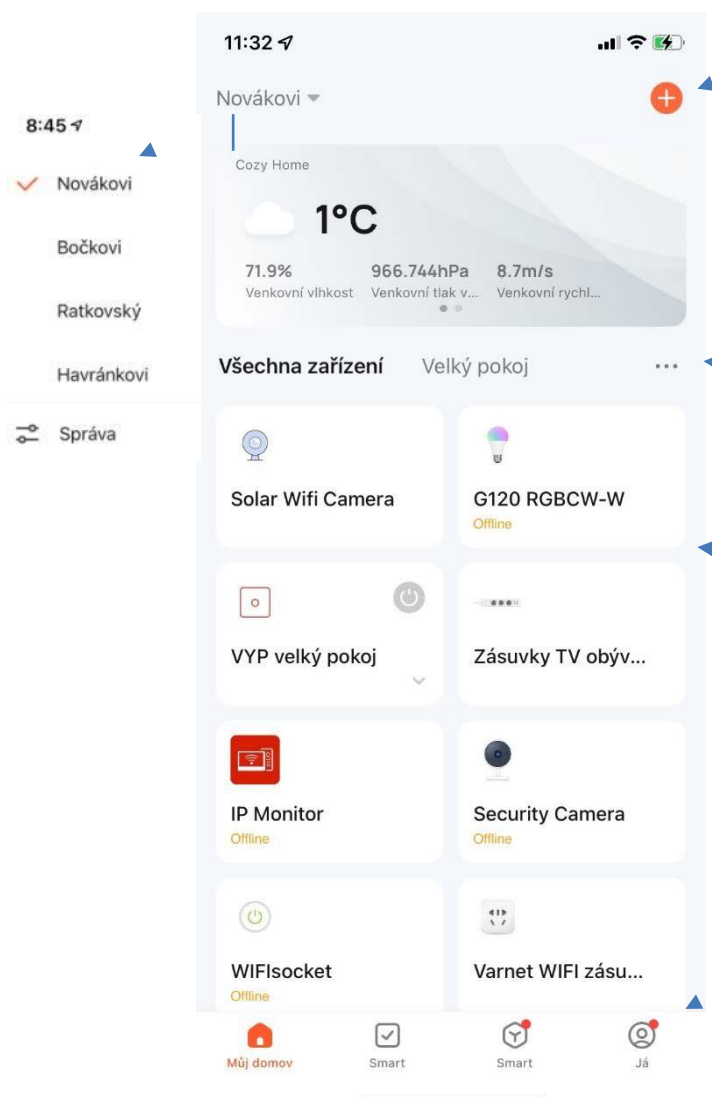 8:45
Novákovi
Bočkovi
Ratkovský
Havránkovi
Správa
11:32
Novákovi
Cozy Home
1°C
71.9% 966.744hPa 8.7m/s
Venkovní vlhkost Venkovní tlak v... Venkovní rychl...
Všechna zařízení Velký pokoj ...
Solar Wifi Camera G120 RGBCW-W
Offline
VYP velký pokoj Zásuvky TV obýv...
IP Monitor Security Camera
Offline Offline
WIFIsocket Varnet WIFI zásu...
Offline
Můj domov Smart Smart Já